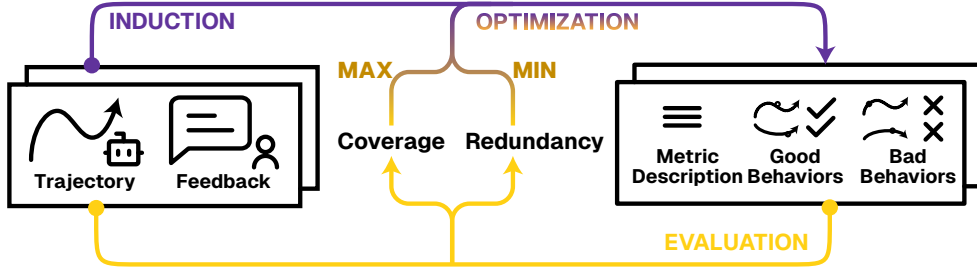 INDUCTION
OPTIMIZATION
MAX
MIN
Trajectory
Feedback
Coverage
Redundancy
Metric
Description
Good
Behaviors
Bad
Behaviors
EVALUATION